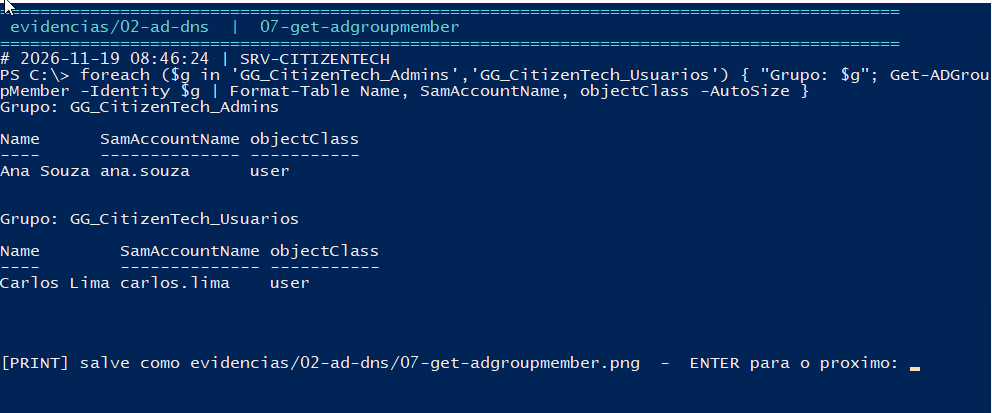 ==========================================================================================
evidencias/02-ad-dns  |  07-get-adgroupmember
==========================================================================================
# 2026-11-19 08:46:24 | SRV-CITIZENTECH
PS C:\> foreach ($g in 'GG_CitizenTech_Admins','GG_CitizenTech_Usuarios') { "Grupo: $g"; Get-ADGrou
pMember -Identity $g | Format-Table Name, SamAccountName, objectClass -AutoSize }
Grupo: GG_CitizenTech_Admins
Name      SamAccountName objectClass
----      -------------- -----------
Ana Souza ana.souza      user
Grupo: GG_CitizenTech_Usuarios
Name        SamAccountName objectClass
----        -------------- -----------
Carlos Lima carlos.lima    user
[PRINT] salve como evidencias/02-ad-dns/07-get-adgroupmember.png  -  ENTER para o proximo: _